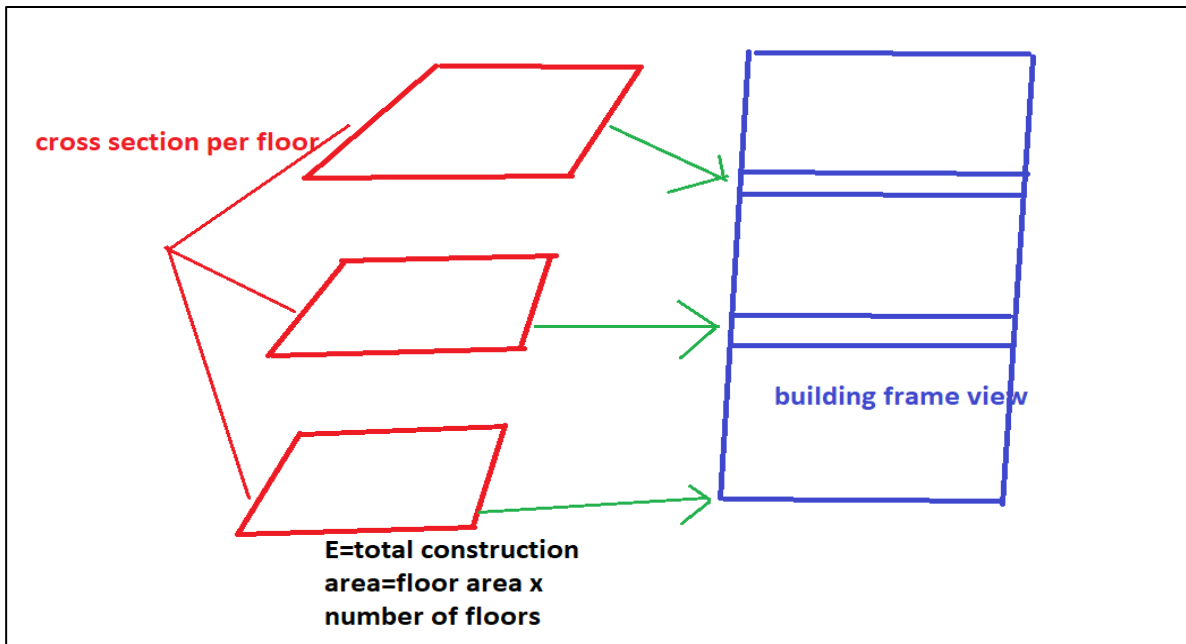 cross section per floor
building frame view
E=total construction
area=floor area x
number of floors